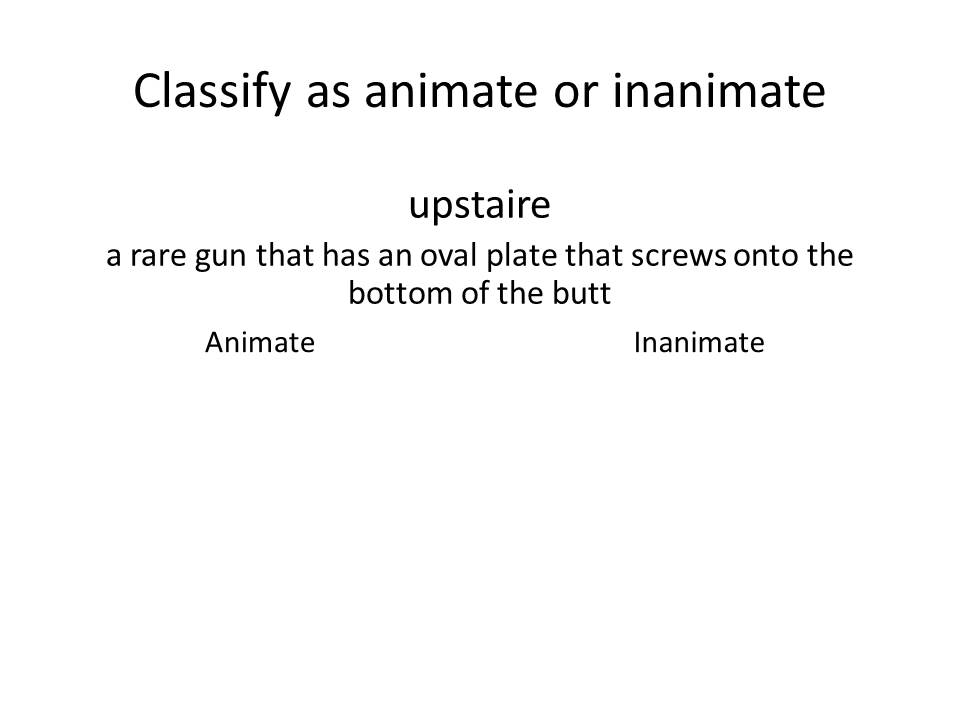 Classify as animate or inanimate
upstaire
a rare gun that has an oval plate that screws onto the
bottom of the butt
Animate Inanimate